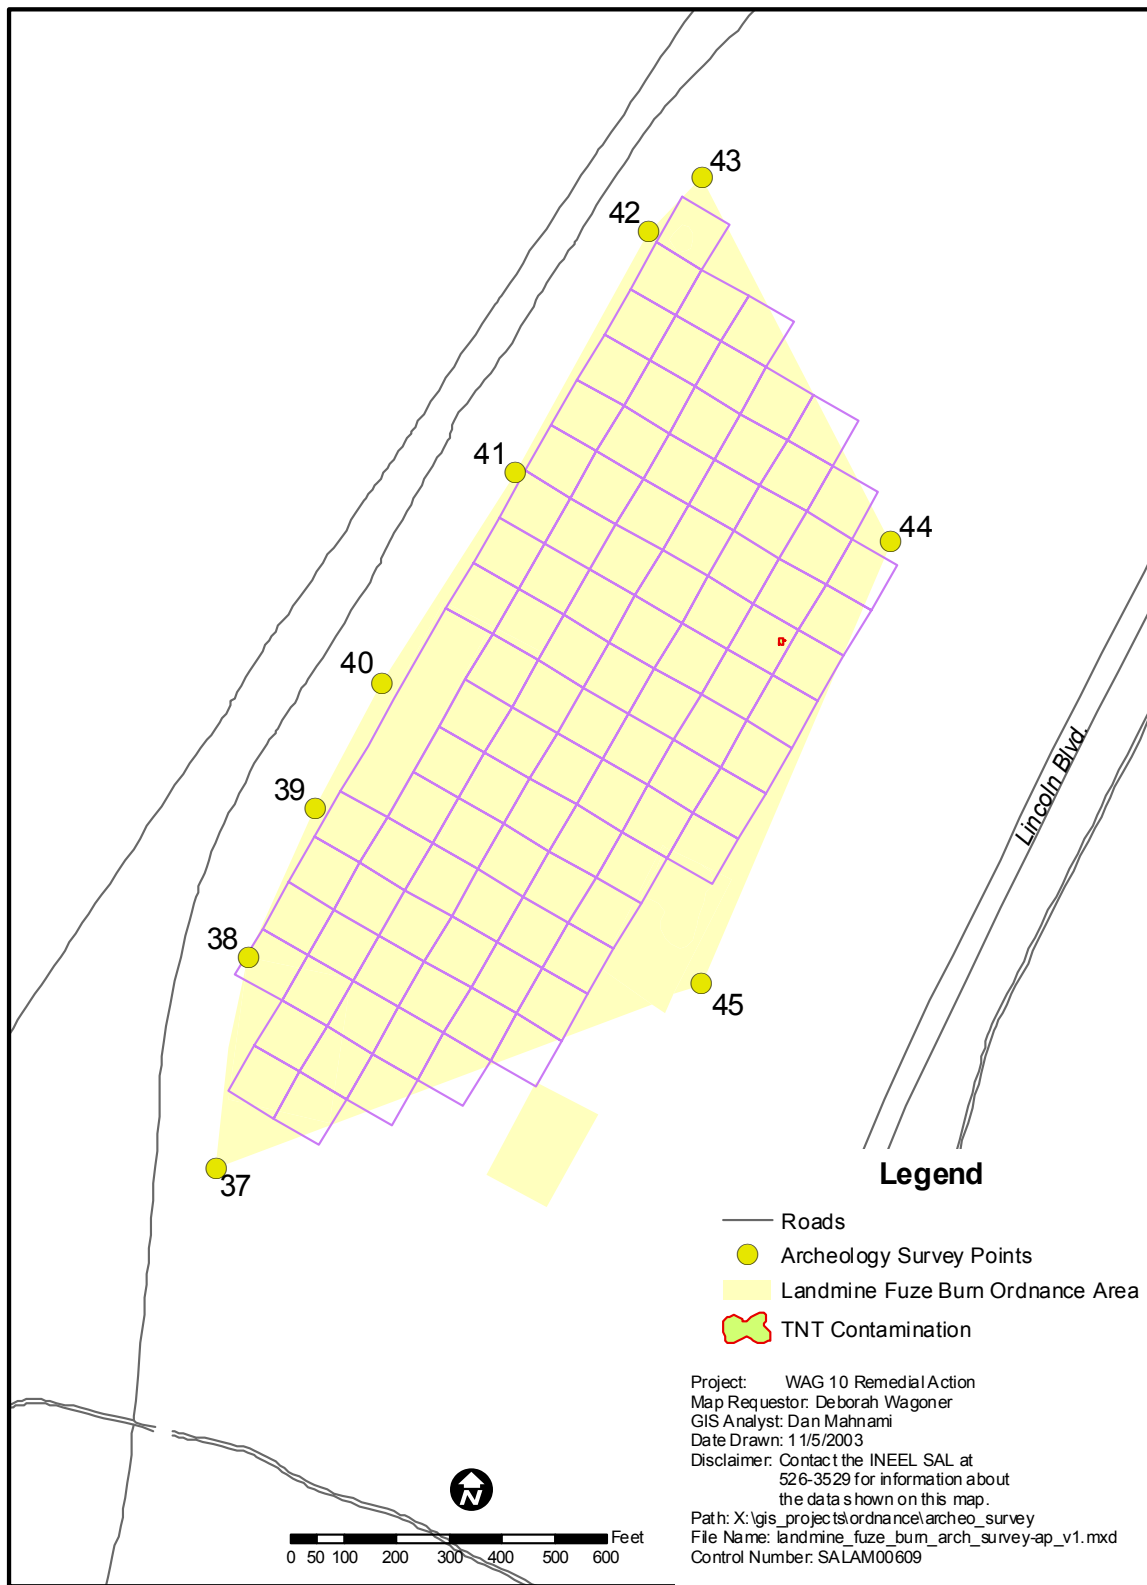 43
42
41
44
40
Lincoln Blvd.
39
38
45
37
Legend
Roads
Archeology Survey Points
Landmine Fuze Burn Ordnance Area
TNT Contamination
Project: WAG 10 Remedial Action
Map Requestor: Deborah Wagoner
GIS Analyst: Dan Mahnami
Date Drawn: 11/5/2003
Disclaimer: Contact the INEEL SAL at
526-3529 for information about
the data shown on this map.
Path: X:\gis_projects\ordnance\archeo_survey
File Name: landmine_fuze_burn_arch_survey-ap_v1.mxd
Control Number: SALAM00609
N
Feet
0 50 100 200 300 400 500 600